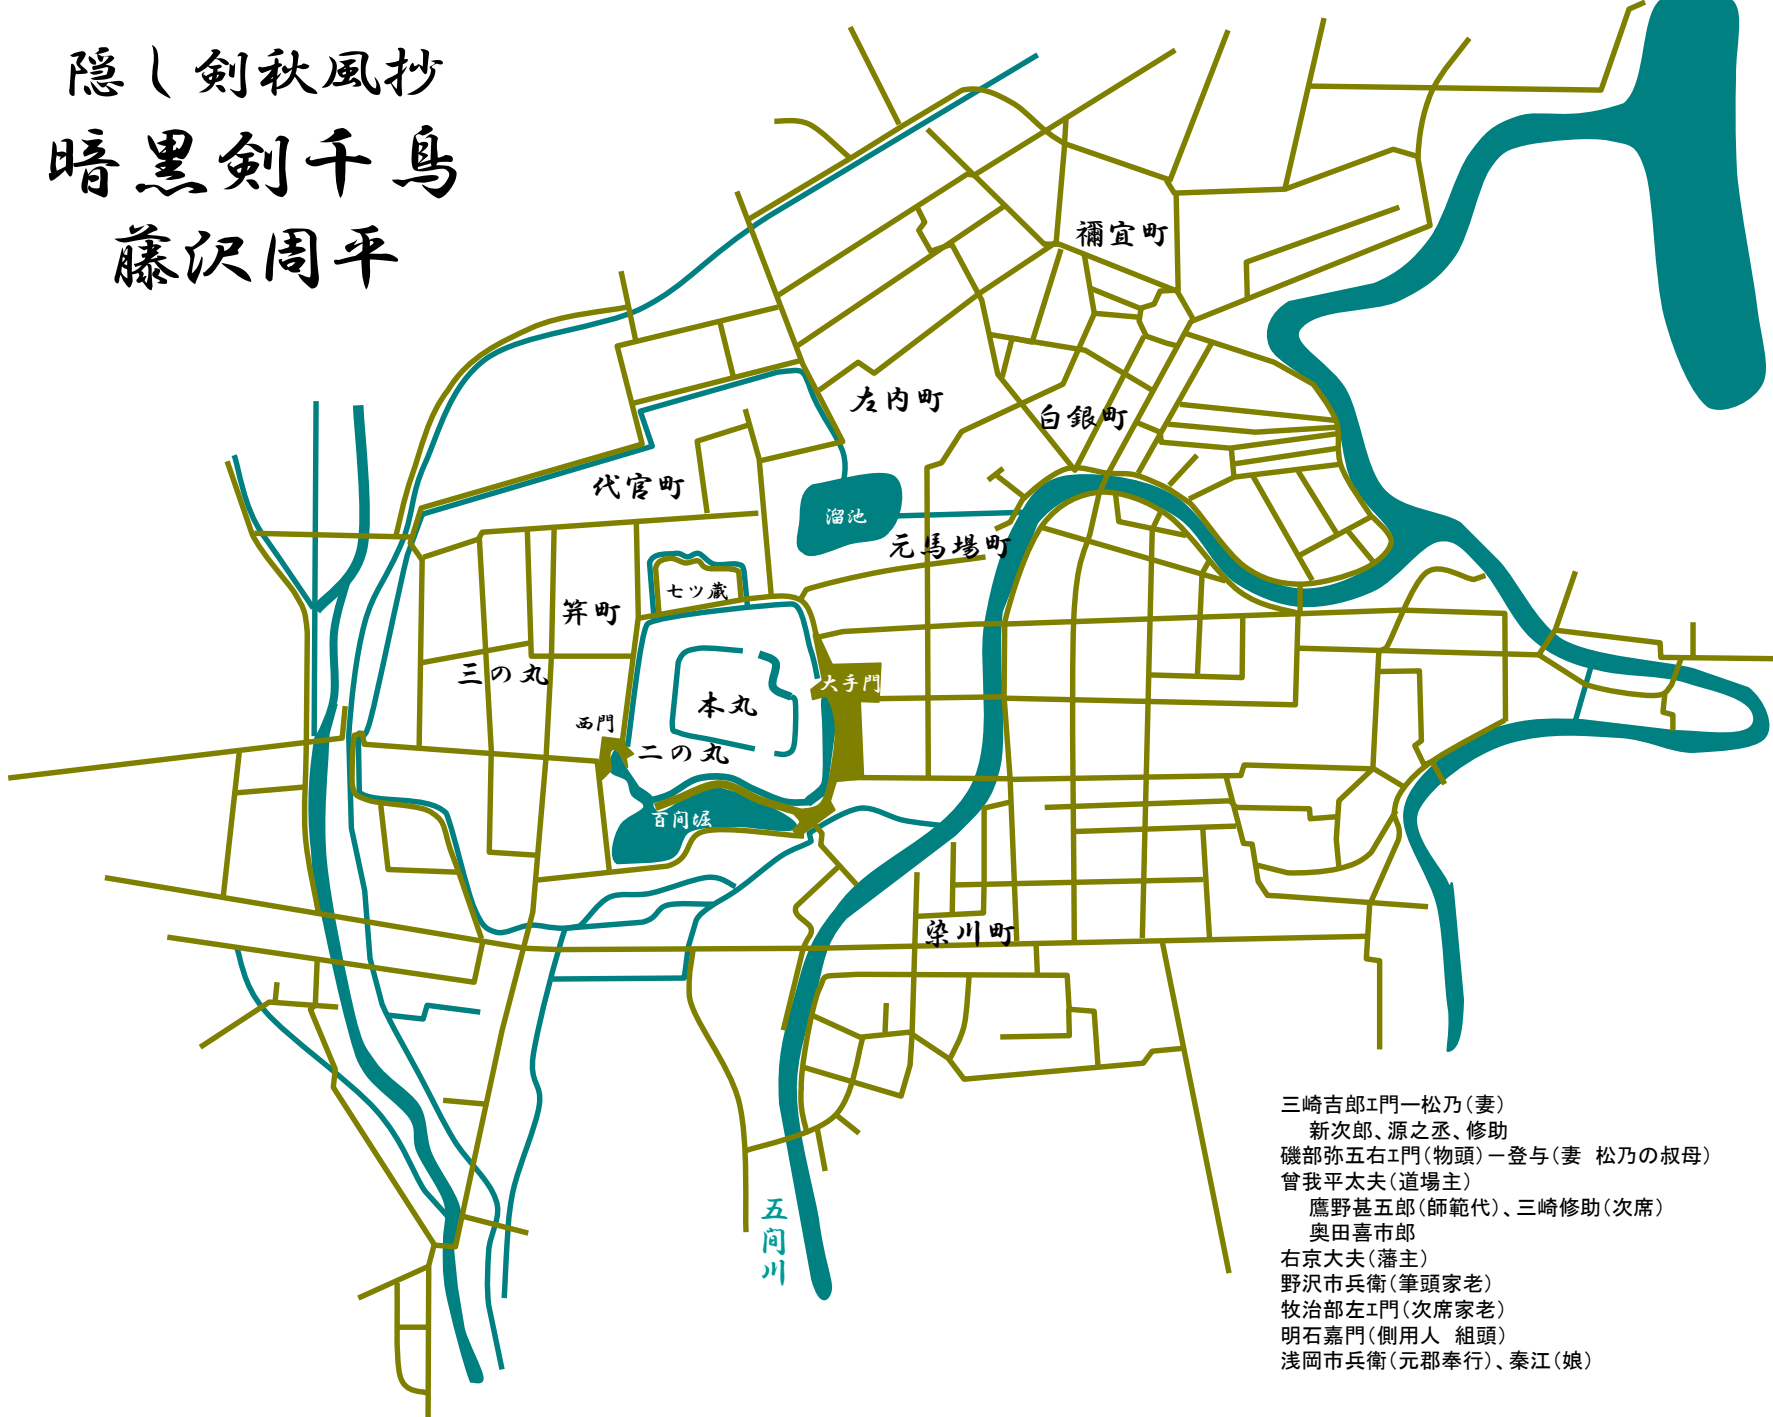 隠し剣秋風抄
暗黒剣千鳥
藤沢周平
禰宜町
左内町
白銀町
代官町
溜池
元馬場町
七ツ蔵
笄町
三の丸
大手門
本丸
西門
二の丸
百间堀
染川町
五间川
三崎吉郎ｴ門ー松乃(妻)
新次郎､源之丞､修助
磯部弥五右ｴ門(物頭)ー登与(妻 松乃の叔母)
曾我平太夫(道場主)
鷹野甚五郎(師範代)､三崎修助(次席)
奥田喜市郎
右京大夫(藩主)
野沢市兵衛(筆頭家老)
牧治部左ｴ門(次席家老)
明石嘉門(側用人 組頭)
浅岡市兵衛(元郡奉行)､秦江(娘)